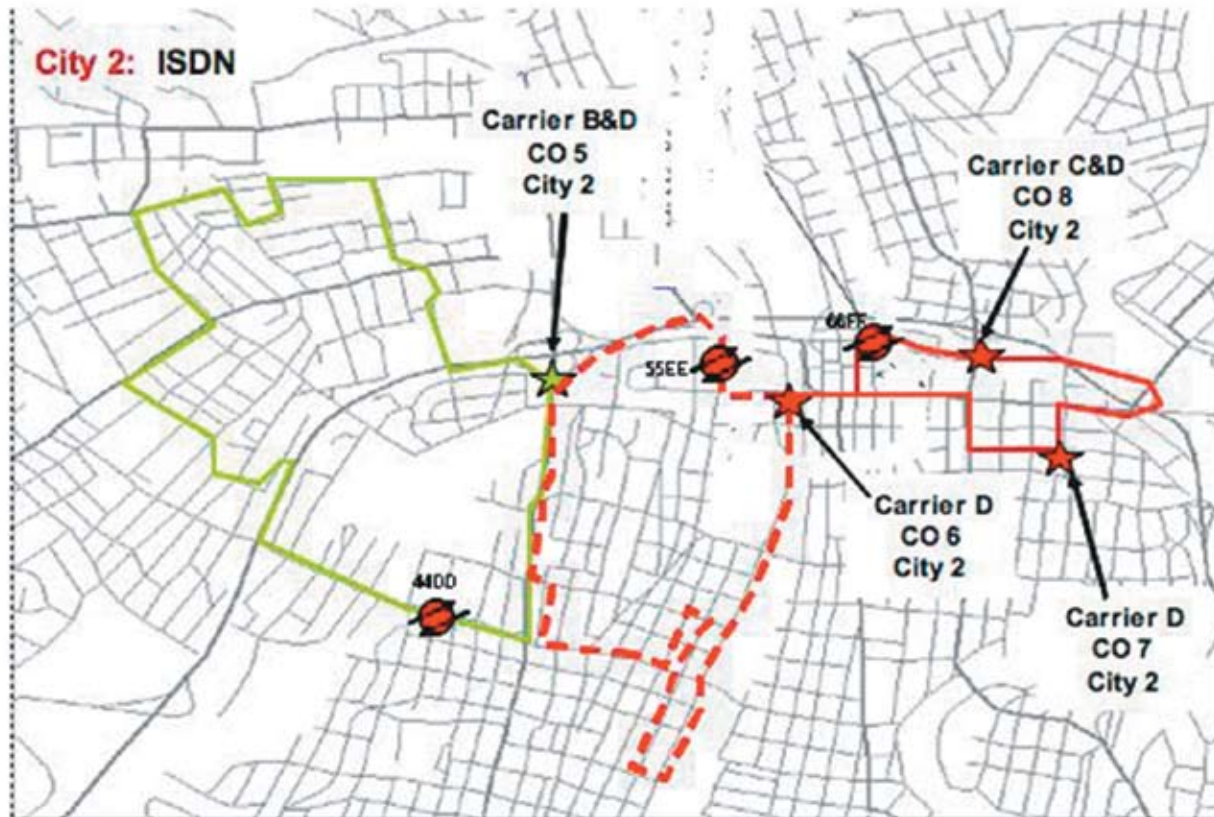 City 2: ISDN
Carrier B&D
CO 5
City 2
Carrier C&D
CO 8
City 2
66FF
55EE
Carrier D
CO 6
City 2
44DD
Carrier D
CO 7
City 2